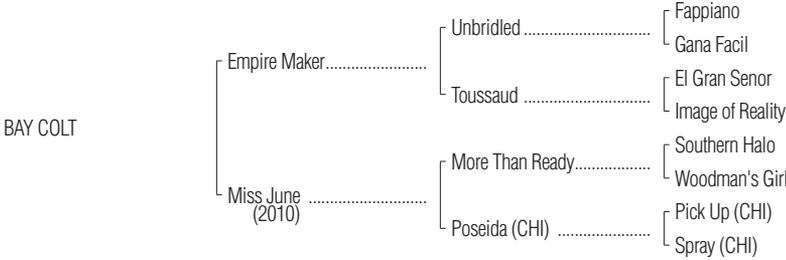 Fappiano
Unbridled ..............................
Gana Facil
Empire Maker........................
El Gran Senor
Toussaud ..............................
Image of Reality
BAY COLT
Southern Halo
More Than Ready..................
Woodman's Girl
Miss June ............................
(2010)
Pick Up (CHI)
Poseida (CHI) ......................
Spray (CHI)